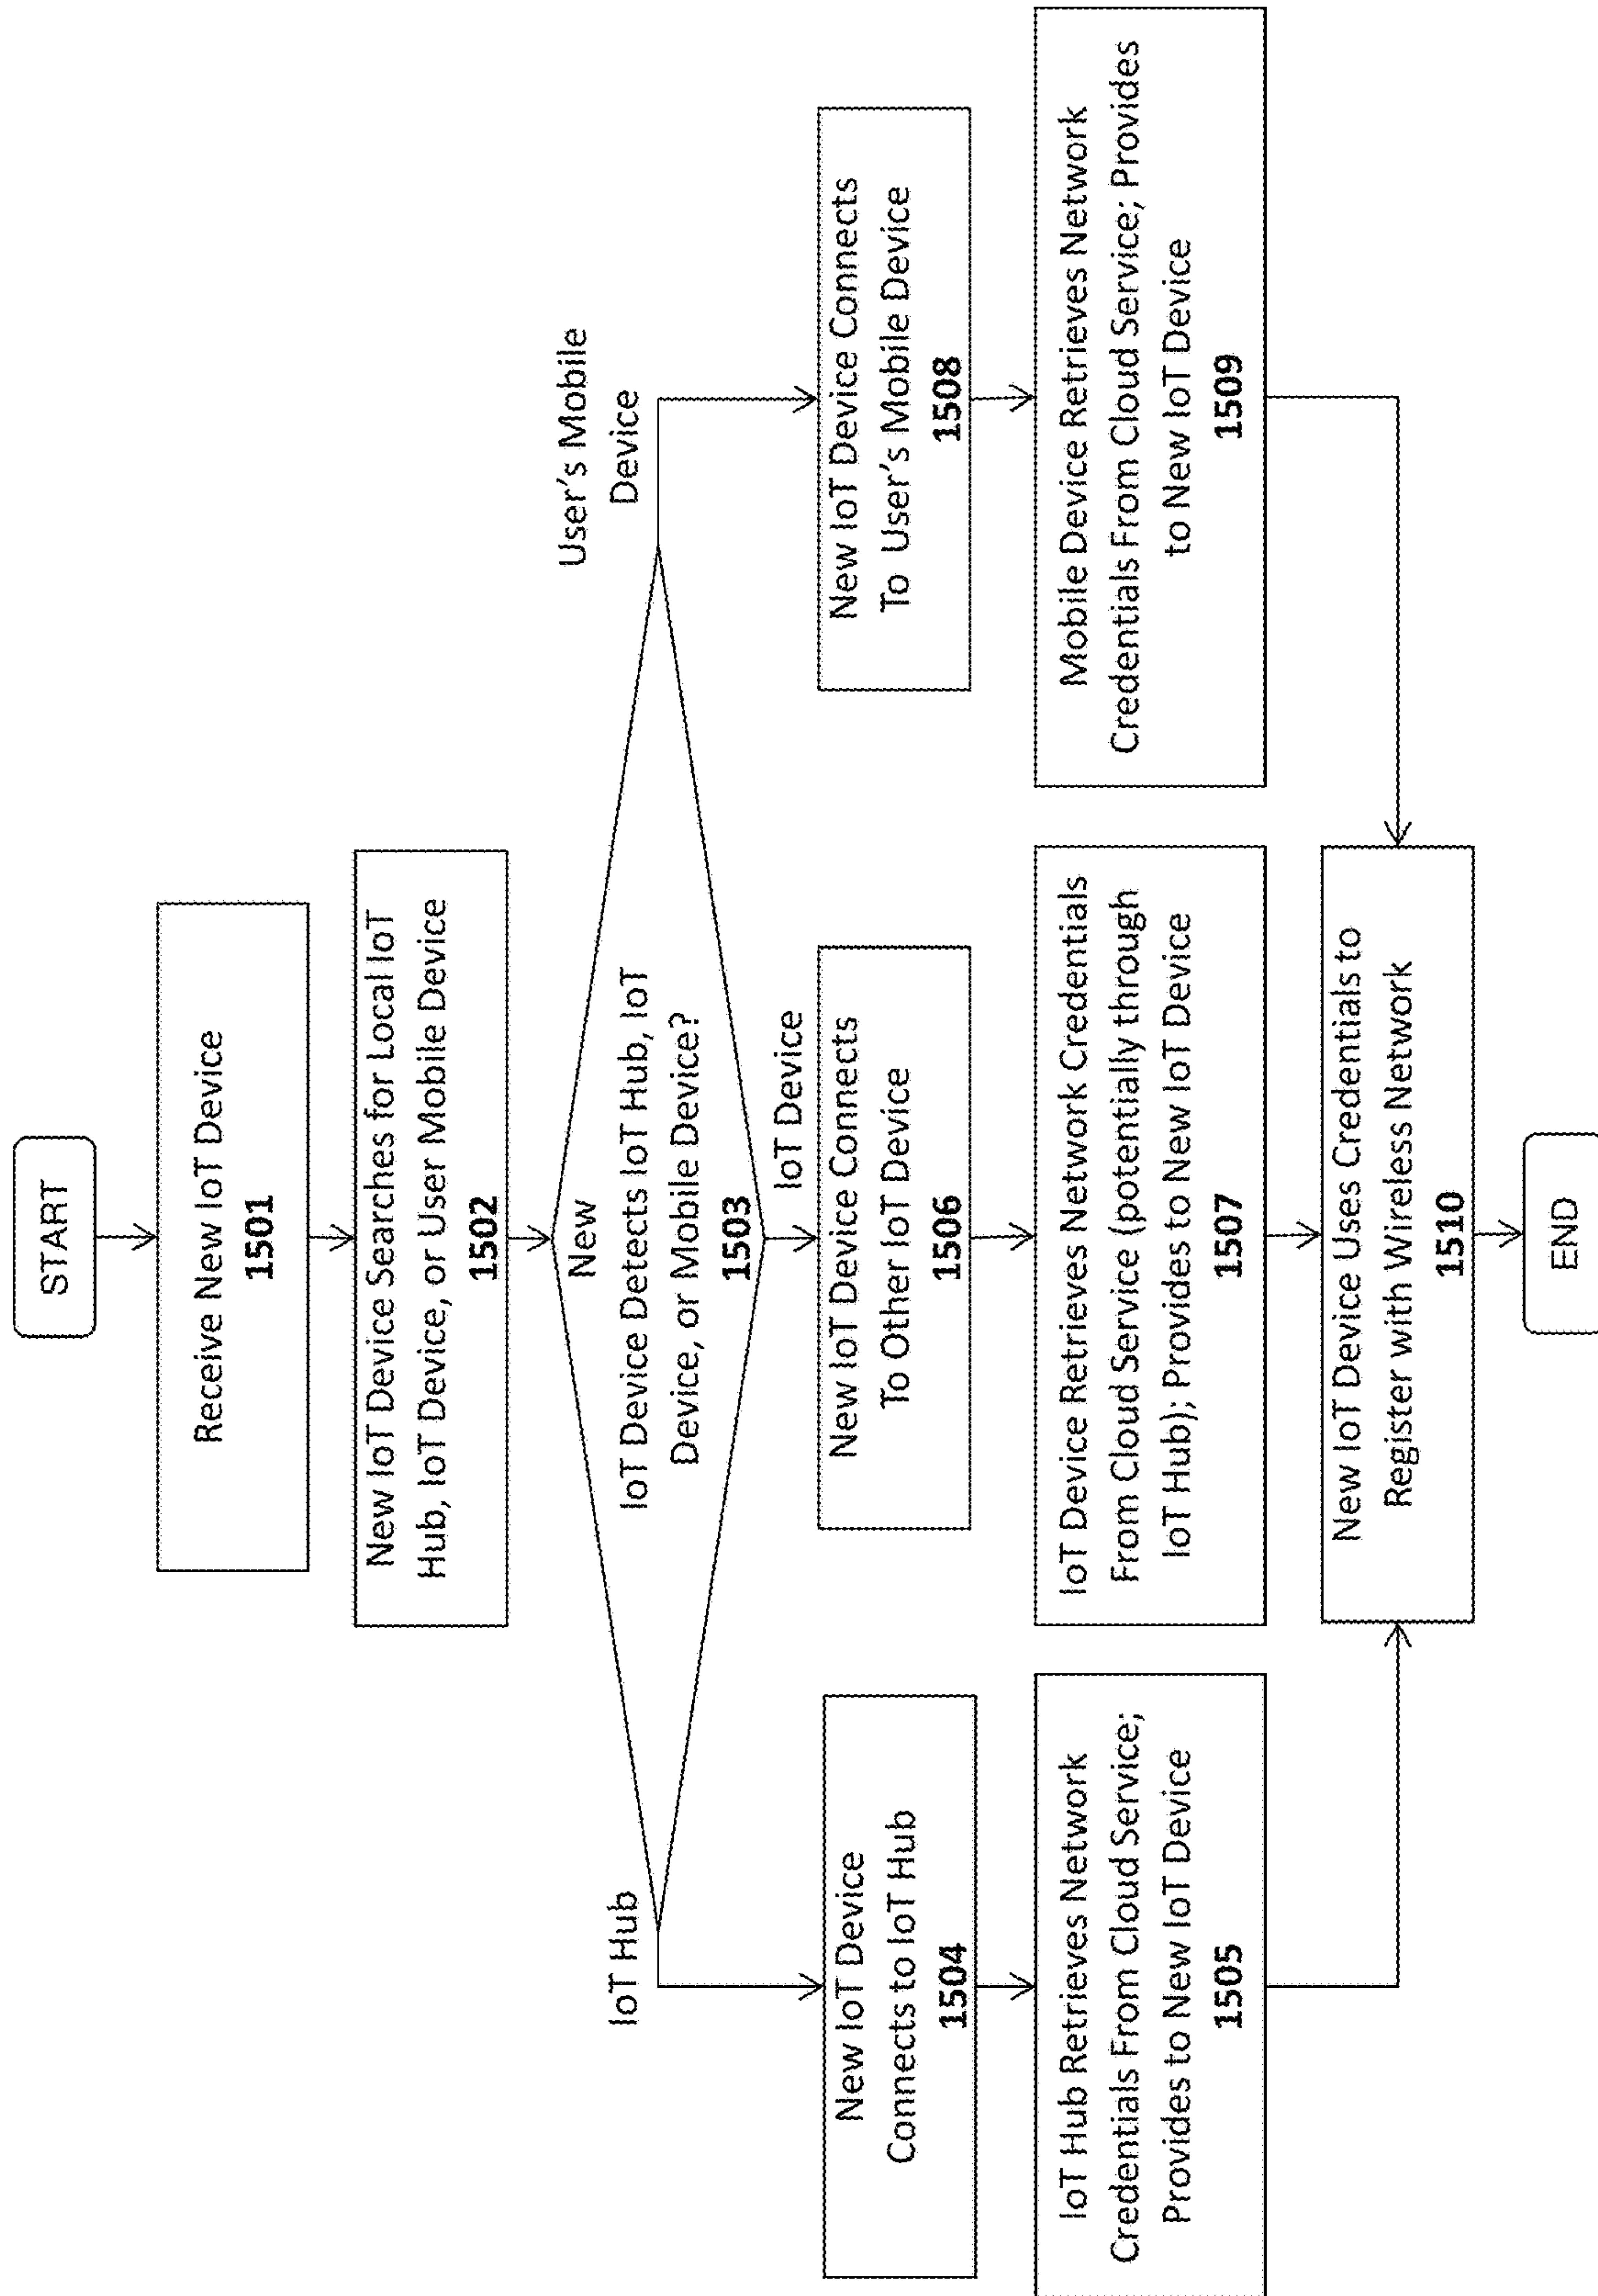 START
Receive New IoT Device
1501
New IoT Device Searches for Local IoT
Hub, IoT Device, or User Mobile Device
1502
New
IoT Device Detects IoT Hub, IoT
Device, or Mobile Device?
1503
IoT Hub
IoT Device
User's Mobile
Device
New IoT Device
Connects to IoT Hub
1504
IoT Hub Retrieves Network
Credentials From Cloud Service;
Provides to New IoT Device
1505
New IoT Device Connects
To Other IoT Device
1506
IoT Device Retrieves Network Credentials
From Cloud Service (potentially through
IoT Hub); Provides to New IoT Device
1507
New IoT Device Connects
To User's Mobile Device
1508
Mobile Device Retrieves Network
Credentials From Cloud Service; Provides
to New IoT Device
1509
New IoT Device Uses Credentials to
Register with Wireless Network
1510
END